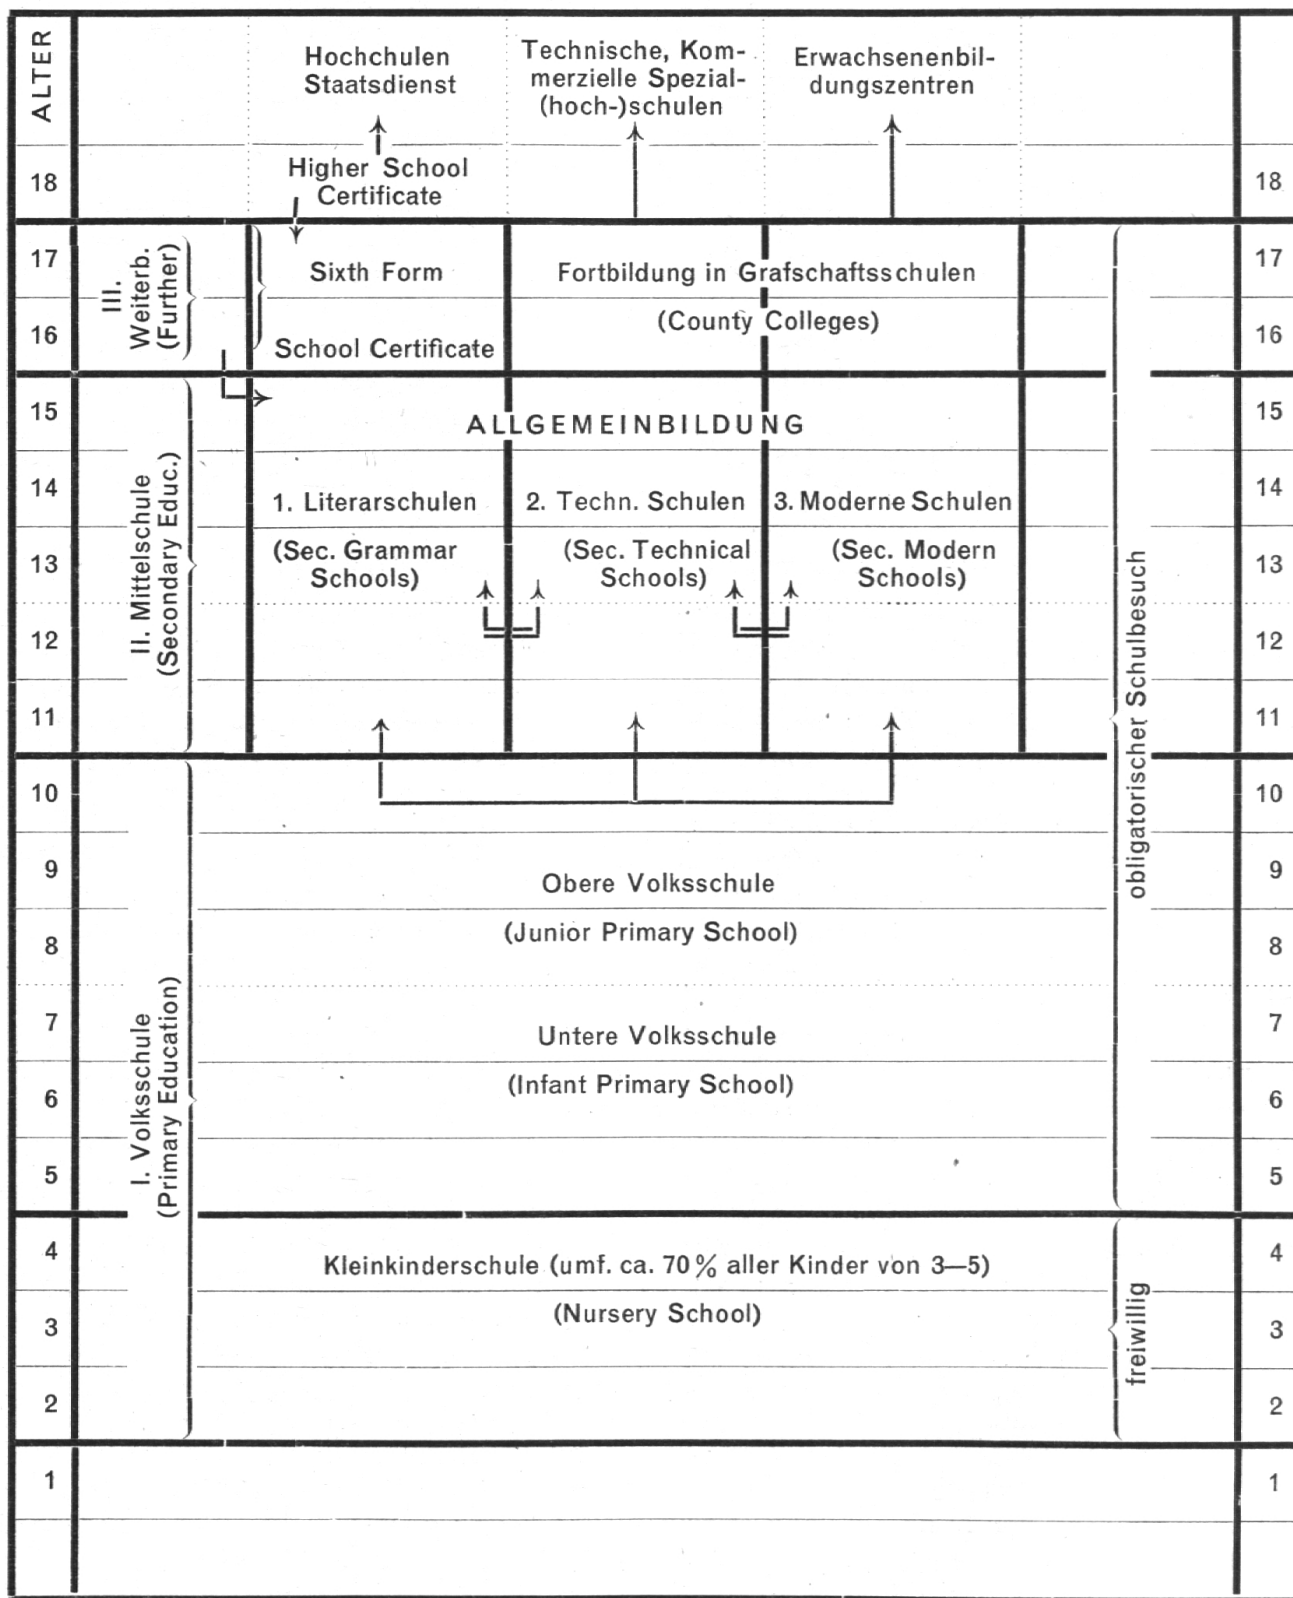 ALTER
Hochchulen
Staatsdienst
Technische, Kom-
merzielle Spezial-
(hoch-)schulen
Erwachsenenbil-
dungszentren
18
Higher School
Certificate
18
17
III.
Weiterb.
(Further)
Sixth Form
Fortbildung in Grafschaftsschulen
17
16
School Certificate
(County Colleges)
16
15
ALLGEMEINBILDUNG
15
II. Mittelschule
(Secondary Educ.)
14
1. Literarschulen
2. Techn. Schulen
3. Moderne Schulen
14
13
(Sec. Grammar
Schools)
(Sec. Technical
Schools)
(Sec. Modern
Schools)
13
12
12
11
11
obligatorischer Schulbesuch
10
10
9
Obere Volksschule
9
8
(Junior Primary School)
8
I. Volksschule
(Primary Education)
7
Untere Volksschule
7
6
(Infant Primary School)
6
5
5
4
Kleinkinderschule (umf. ca. 70% aller Kinder von 3—5)
4
3
(Nursery School)
freiwillig
3
2
2
1
1